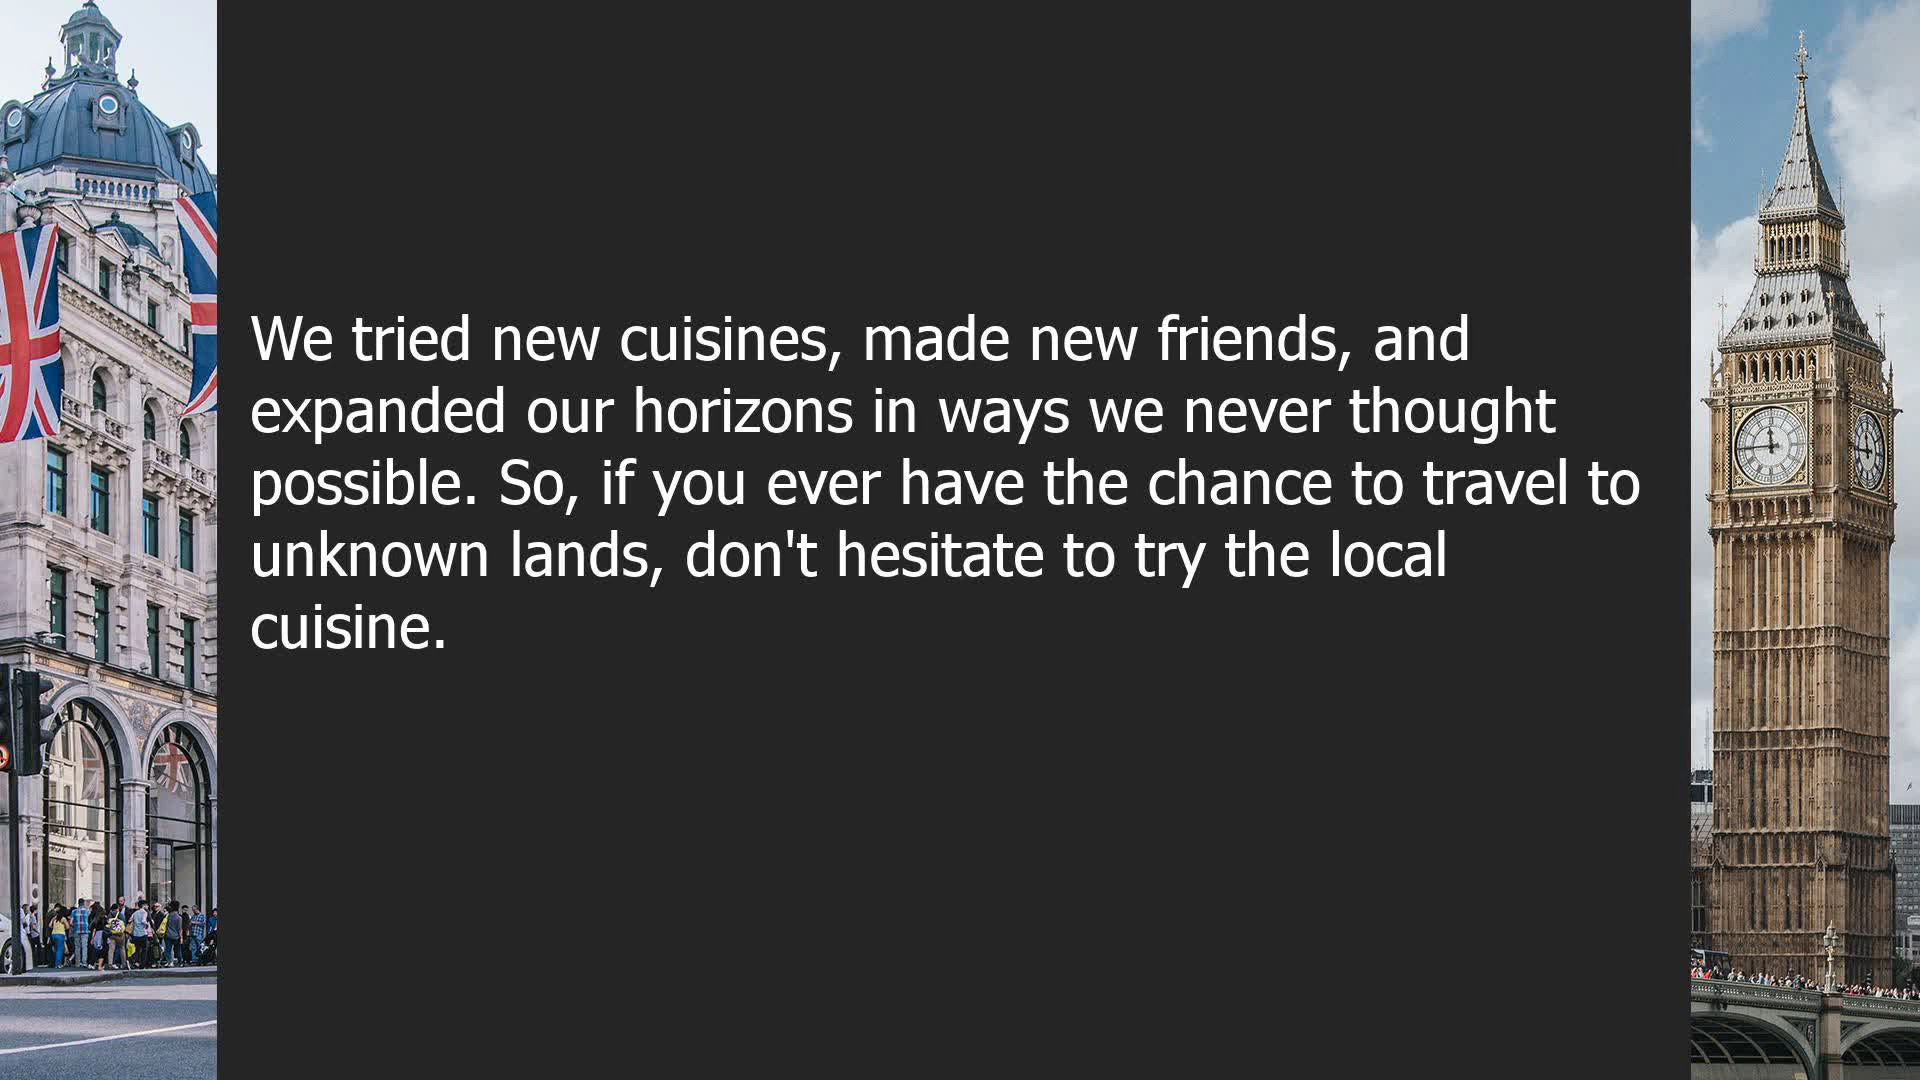 We tried new cuisines, made new friends, and
expanded our horizons in ways we never thought
possible. So, if you ever have the chance to travel to
unknown lands, don't hesitate to try the local
cuisine.